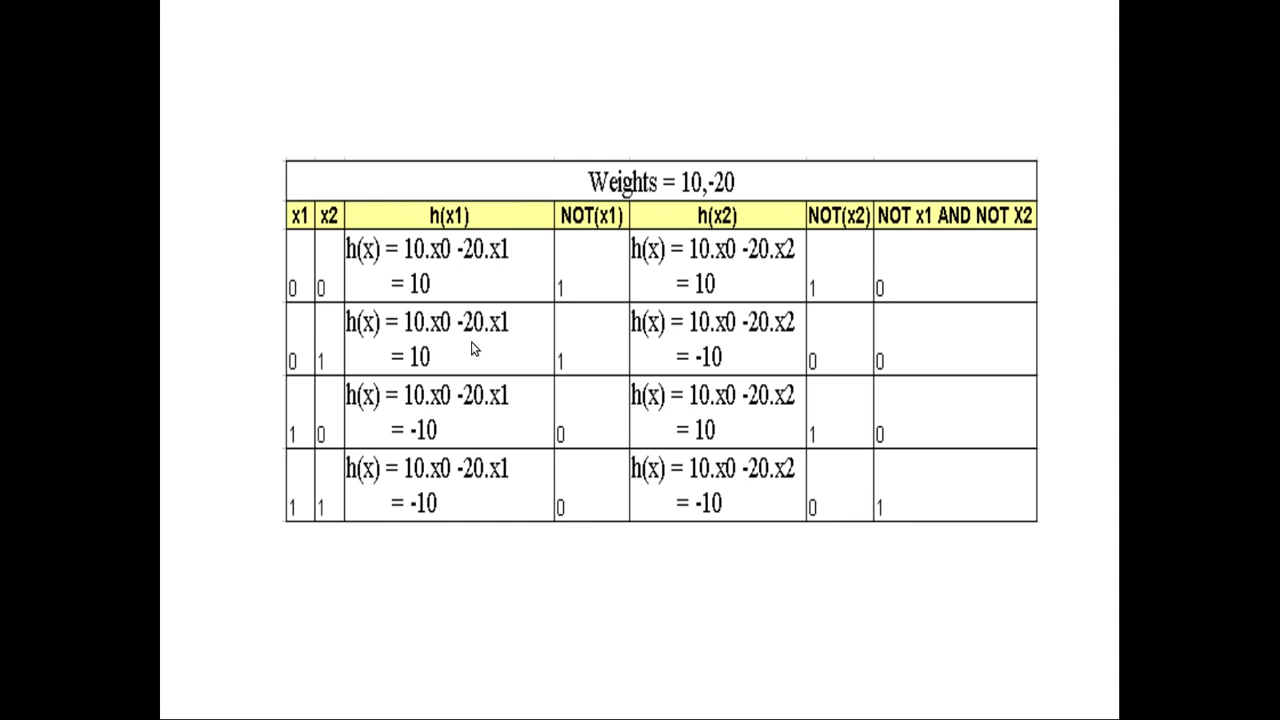 Weights = 10,-20
x1 x2 h(x1) NOT(x1) h(x2) NOT(x2) NOT x1 AND NOT X2
h(x) = 10.x0 -20.x1 h(x) = 10.x0 -20.x2
0 0 = 10 1 = 10 1 0
h(x) = 10.x0 -20.x1 h(x) = 10.x0 -20.x2
0 1 = 10 1 = -10 0 0
h(x) = 10.x0 -20.x1 h(x) = 10.x0 -20.x2
1 0 = -10 0 = 10 1 0
h(x) = 10.x0 -20.x1 h(x) = 10.x0 -20.x2
1 1 = -10 0 = -10 0 1